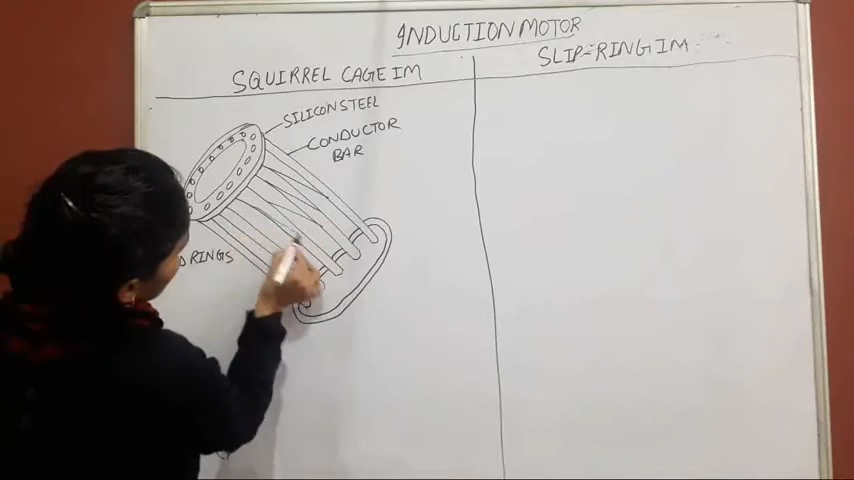 INDUCTION MOTOR
SQUIRREL CAGE IM
SLIP-RING IM
SILICON STEEL
CONDUCTOR
BAR
RINGS